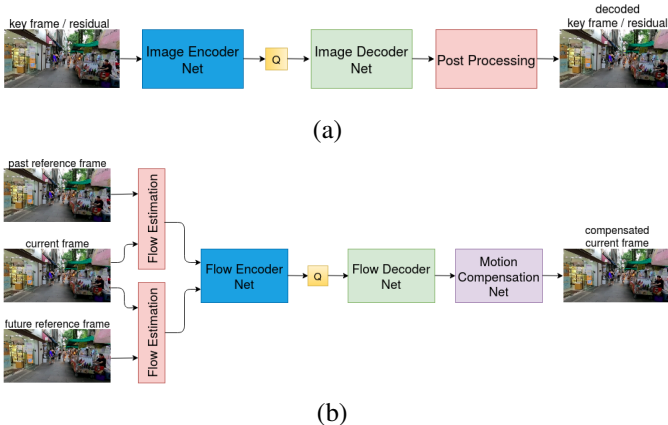 key frame / residual
Image Encoder
Net
Q
Image Decoder
Net
Post Processing
decoded
key frame / residual
(a)
past reference frame
current frame
future reference frame
Flow Estimation
Flow Estimation
Flow Encoder
Net
Q
Flow Decoder
Net
Motion
Compensation
Net
compensated
current frame
(b)